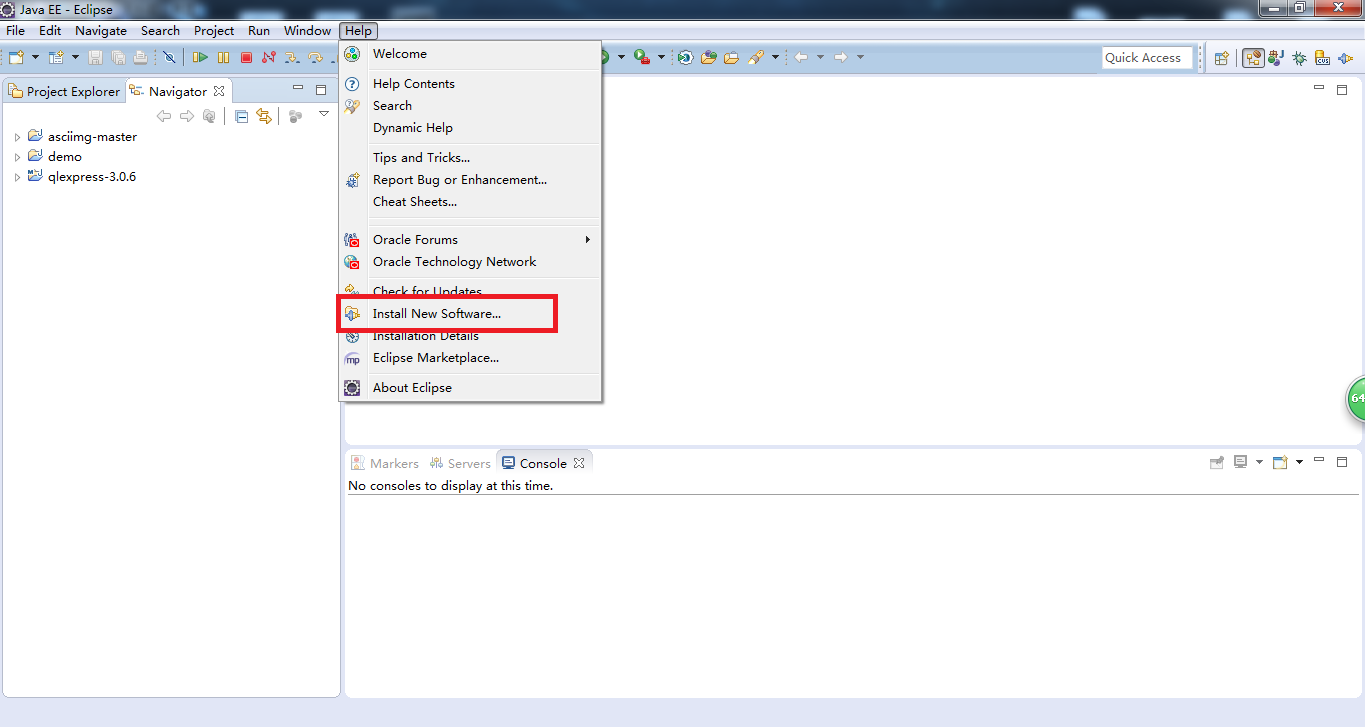 Java EE - Eclipse
File Edit Navigate Search Project Run Window Help
Quick Access
Project Explorer Navigator
asciimg-master
demo
qlexpress-3.0.6
Welcome
Help Contents
Search
Dynamic Help
Tips and Tricks...
Report Bug or Enhancement...
Cheat Sheets...
Oracle Forums
Oracle Technology Network
Check for Updates
Install New Software...
Installation Details
Eclipse Marketplace...
About Eclipse
64
Markers Servers Console
No consoles to display at this time.